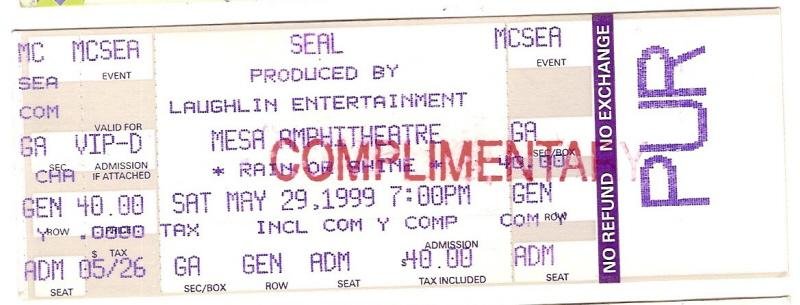 MC MCSEA SEAL MCSEA
EVENT EVENT
SEA PRODUCED BY
COM LAUGHLIN ENTERTAINMENT
VALID FOR
GA VIP-D MESA AMPHITHEATRE GA
SEC ADMISSION SEC/BOX
IF ATTACHED
CHA * RAIN OR SHINE * 40.00
COMPLIMENTARY
GEN 40.00 SAT MAY 29,1999 7:00PM GEN
ROW PRICE ROW
Y .0000 TAX INCL COM Y COMP COM Y
$ TAX ADMISSION
ADM 05/26 GA GEN ADM $40.00 ADM
SEAT SEC/BOX ROW SEAT TAX INCLUDED SEAT
NO REFUND NO EXCHANGE
PUR